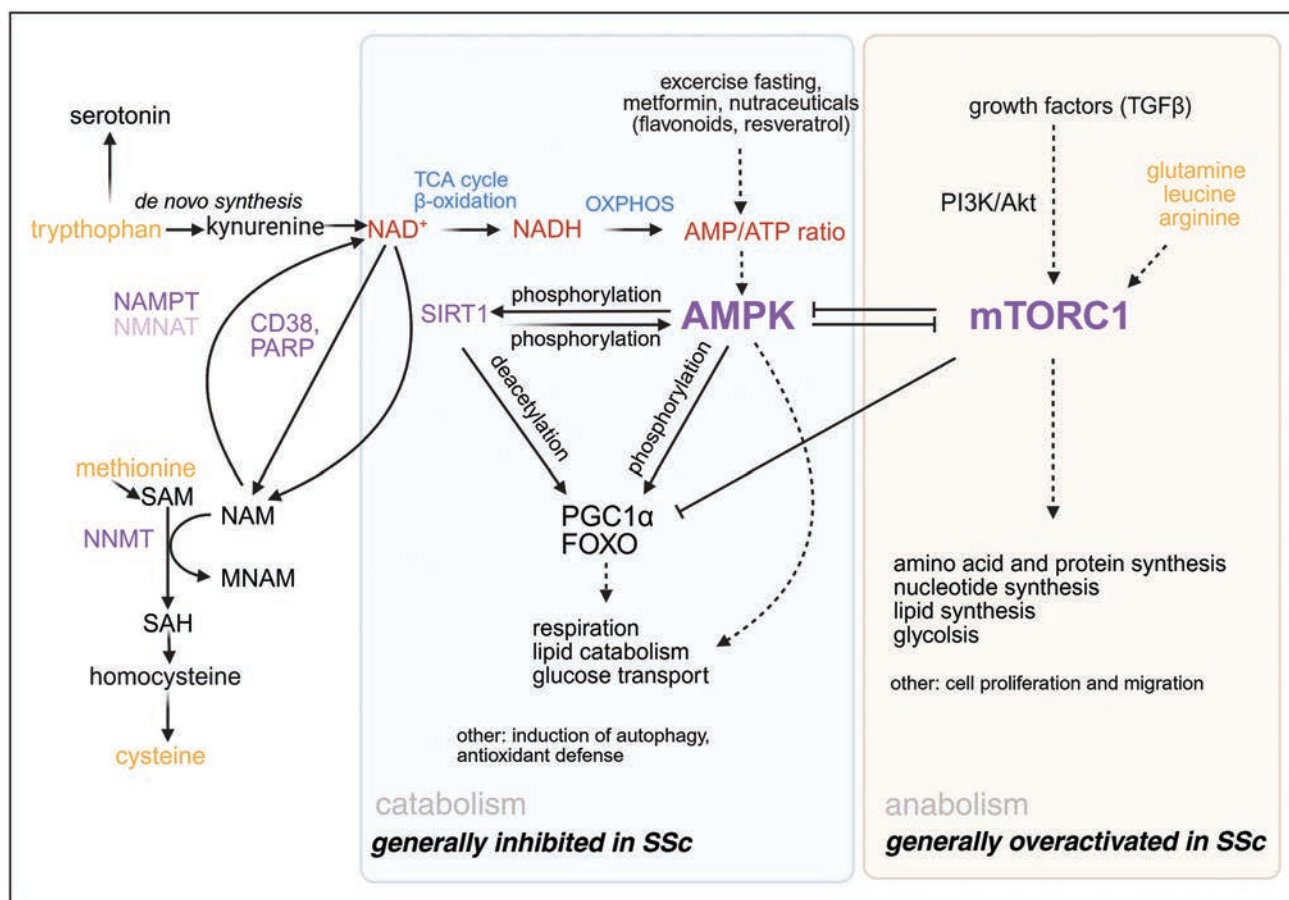 serotonin
de novo synthesis
trypthophan
kynurenine
NAD+
TCA cycle
β-oxidation
NADH
OXPHOS
excercise fasting,
metformin, nutraceuticals
(flavonoids, resveratrol)
AMP/ATP ratio
growth factors (TGFβ)
PI3K/Akt
glutamine
leucine
arginine
NAMPT
NMNAT
CD38,
PARP
SIRT1
phosphorylation
phosphorylation
AMPK
mTORC1
deacetylation
phosphorylation
methionine
SAM
NNMT
NAM
MNAM
SAH
homocysteine
cysteine
PGC1α
FOXO
respiration
lipid catabolism
glucose transport
other: induction of autophagy,
antioxidant defense
amino acid and protein synthesis
nucleotide synthesis
lipid synthesis
glycolsis
other: cell proliferation and migration
catabolism
generally inhibited in SSc
anabolism
generally overactivated in SSc